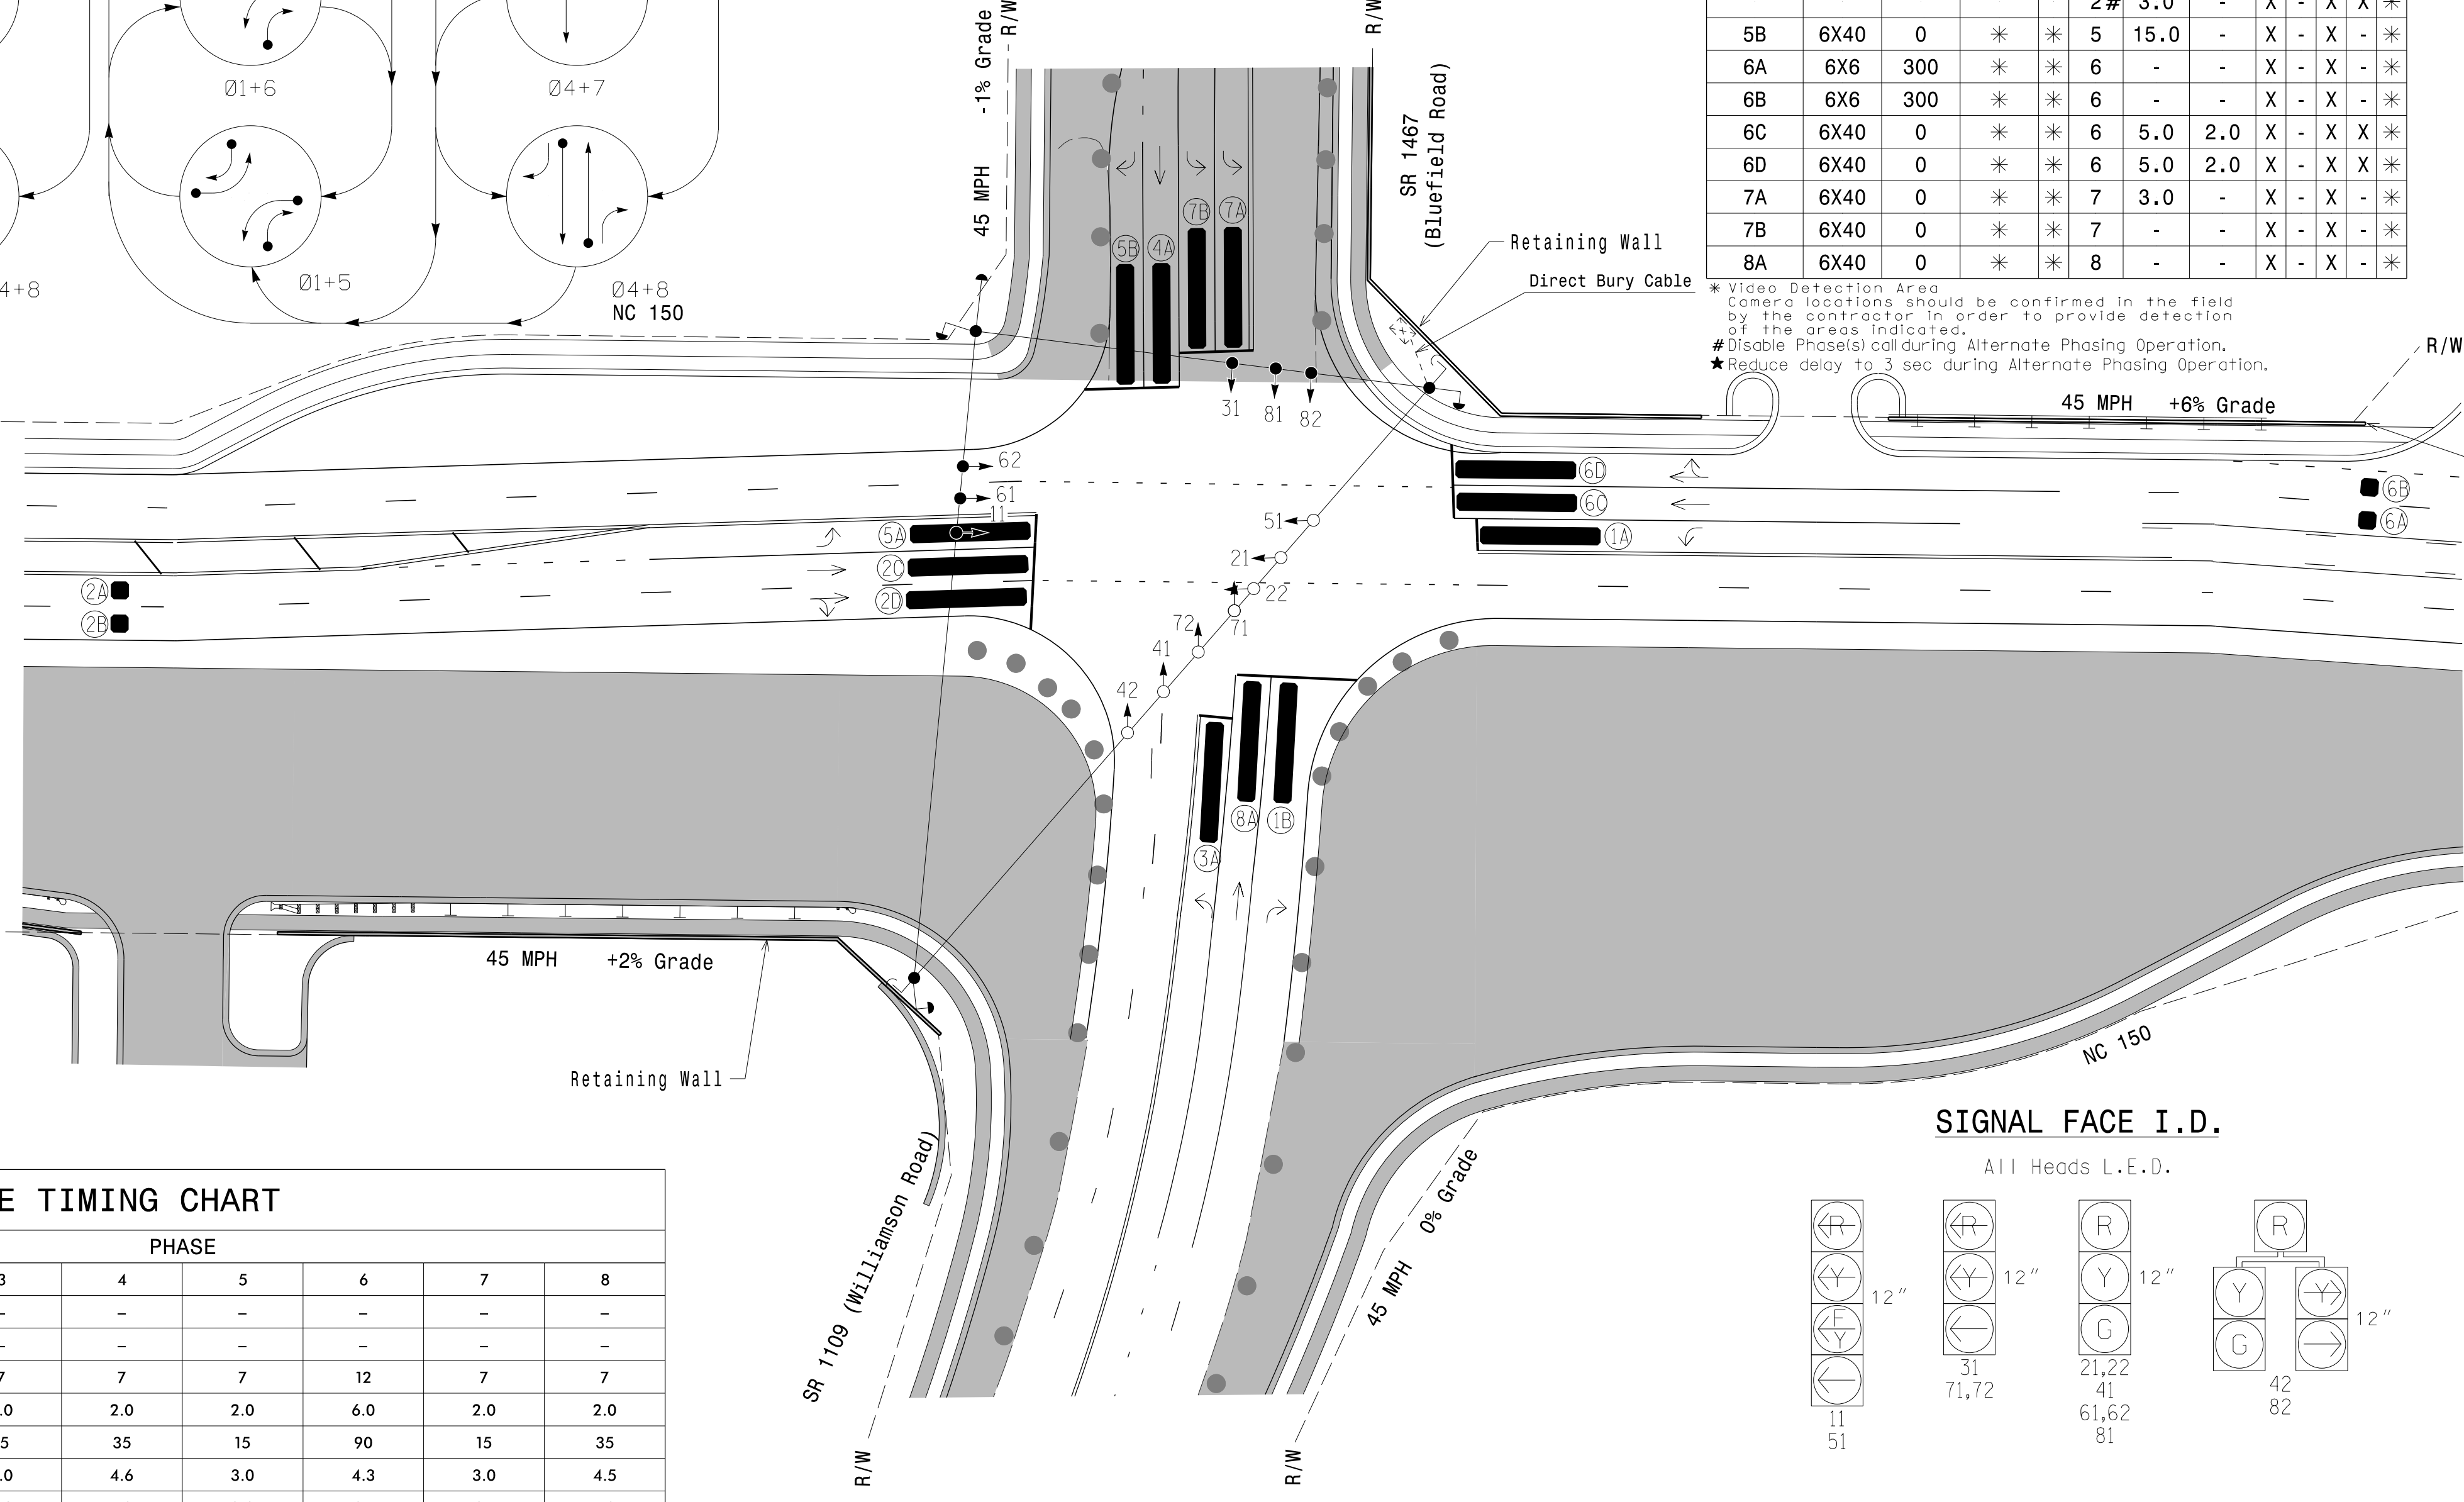 Ø1+6
Ø4+7
4+8
Ø1+5
Ø4+8
NC 150
-1% Grade
R/W
45 MPH
R/W
SR 1467
(Bluefield Road)
Retaining Wall
Direct Bury Cable
2# 3.0 - X - X X ✳
5B 6X40 0 ✳ ✳ 5 15.0 - X - X - ✳
6A 6X6 300 ✳ ✳ 6 - - X - X - ✳
6B 6X6 300 ✳ ✳ 6 - - X - X - ✳
6C 6X40 0 ✳ ✳ 6 5.0 2.0 X - X X ✳
6D 6X40 0 ✳ ✳ 6 5.0 2.0 X - X X ✳
7A 6X40 0 ✳ ✳ 7 3.0 - X - X - ✳
7B 6X40 0 ✳ ✳ 7 - - X - X - ✳
8A 6X40 0 ✳ ✳ 8 - - X - X - ✳
✳ Video Detection Area
Camera locations should be confirmed in the field
by the contractor in order to provide detection
of the areas indicated.
# Disable Phase(s) call during Alternate Phasing Operation.
★ Reduce delay to 3 sec during Alternate Phasing Operation.
R/W
45 MPH +6% Grade
5B
4A
7B
7A
31
81
82
62
61
11
5A
2C
2D
2A
2B
51
21
22
71
72
41
42
6D
6C
1A
6B
6A
3A
8A
1B
45 MPH +2% Grade
Retaining Wall
SR 1109 (Williamson Road)
R/W
45 MPH 0% Grade
R/W
NC 150
E TIMING CHART
PHASE
3 4 5 6 7 8
– – – – – –
– – – – – –
7 7 7 12 7 7
.0 2.0 2.0 6.0 2.0 2.0
5 35 15 90 15 35
.0 4.6 3.0 4.3 3.0 4.5
SIGNAL FACE I.D.
All Heads L.E.D.
R
Y
F
Y
12"
11
51
R
Y
12"
31
71,72
R
Y
G
12"
21,22
41
61,62
81
R
Y Y
G
12"
42
82